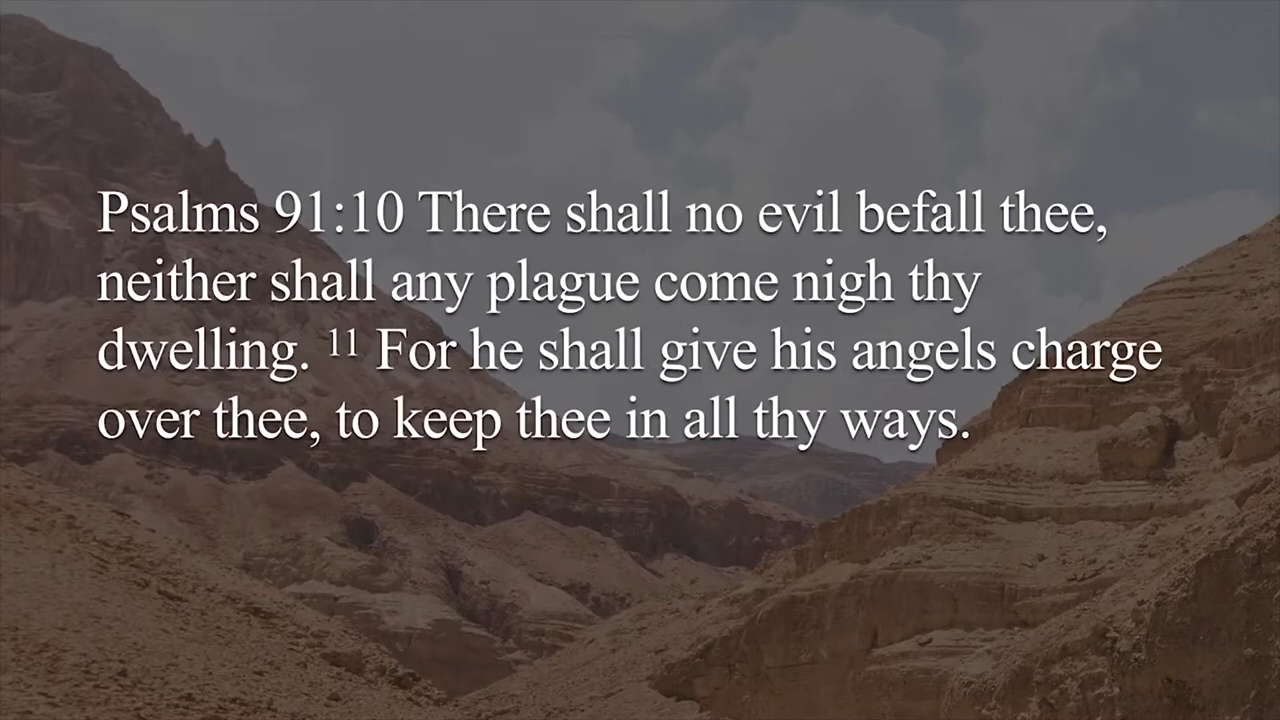 Psalms 91:10 There shall no evil befall thee,
neither shall any plague come nigh thy
dwelling. ¹¹ For he shall give his angels charge
over thee, to keep thee in all thy ways.